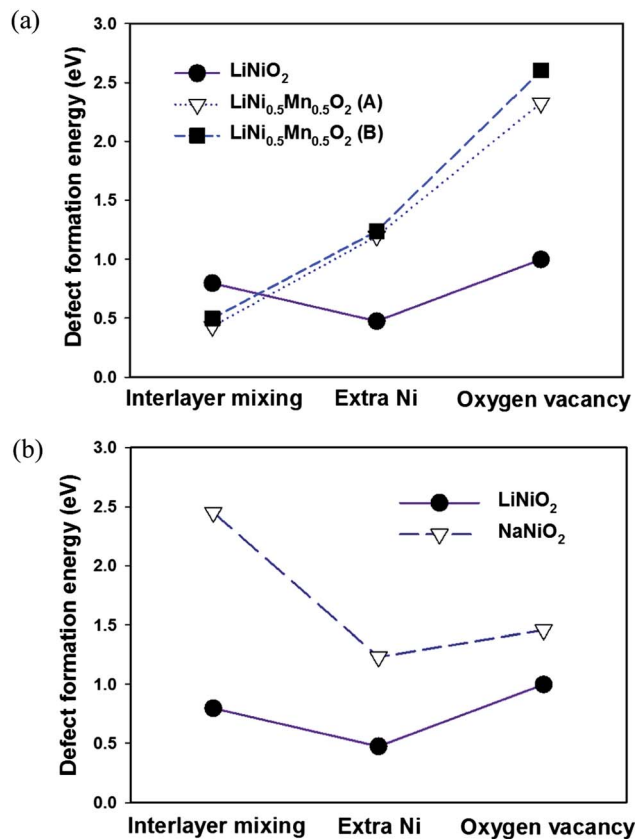 (a)
Defect formation energy (eV)
3.0
2.5
2.0
1.5
1.0
0.5
0.0
LiNiO₂
LiNi₀.₅Mn₀.₅O₂ (A)
LiNi₀.₅Mn₀.₅O₂ (B)
Interlayer mixing Extra Ni Oxygen vacancy
(b)
Defect formation energy (eV)
3.0
2.5
2.0
1.5
1.0
0.5
0.0
LiNiO₂
NaNiO₂
Interlayer mixing Extra Ni Oxygen vacancy